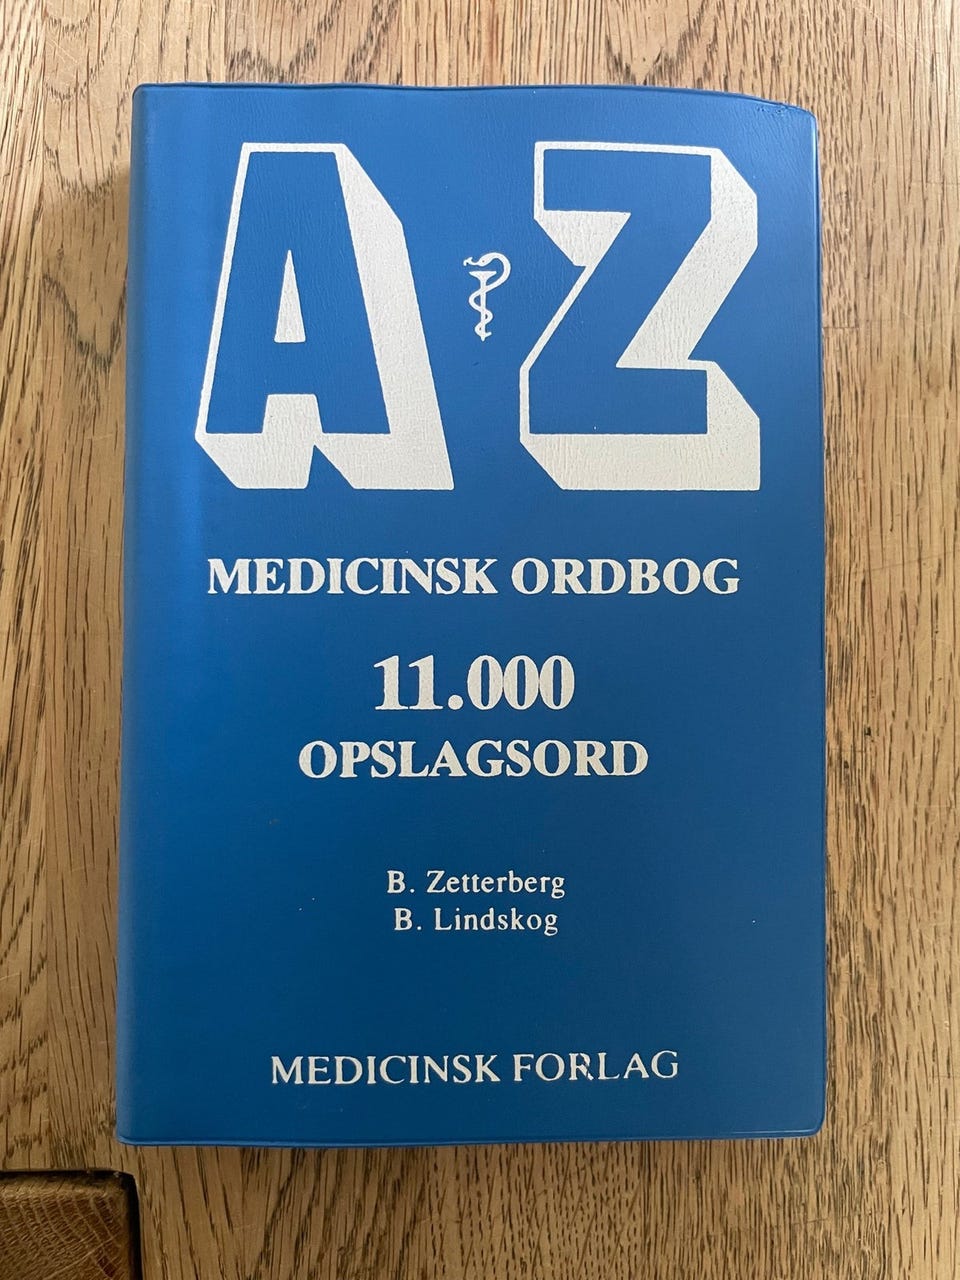 A Z
MEDICINSK ORDBOG
11.000
OPSLAGSORD
B. Zetterberg
B. Lindskog
MEDICINSK FORLAG